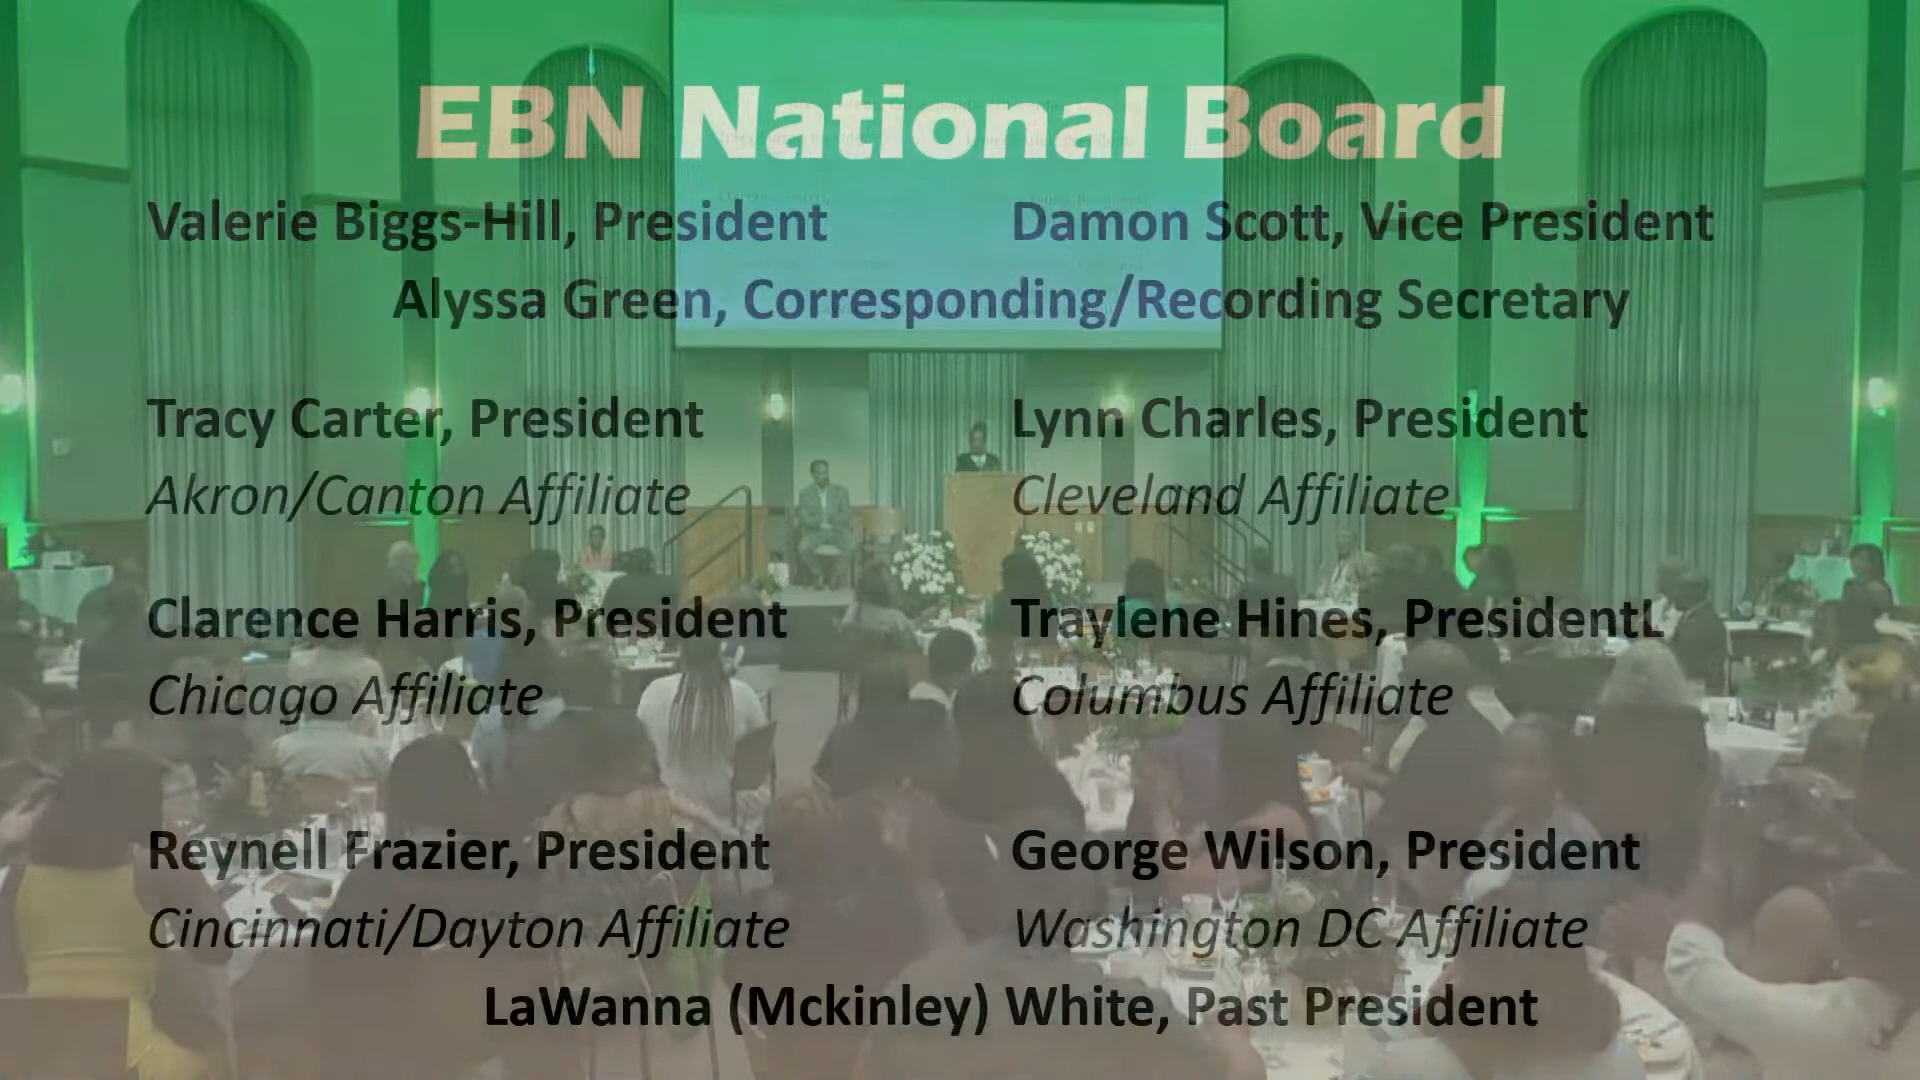 EBN National Board
Valerie Biggs-Hill, President
Damon Scott, Vice President
Alyssa Green, Corresponding/Recording Secretary
Tracy Carter, President
Akron/Canton Affiliate
Lynn Charles, President
Cleveland Affiliate
Clarence Harris, President
Chicago Affiliate
Traylene Hines, PresidentL
Columbus Affiliate
Reynell Frazier, President
Cincinnati/Dayton Affiliate
George Wilson, President
Washington DC Affiliate
LaWanna (Mckinley) White, Past President